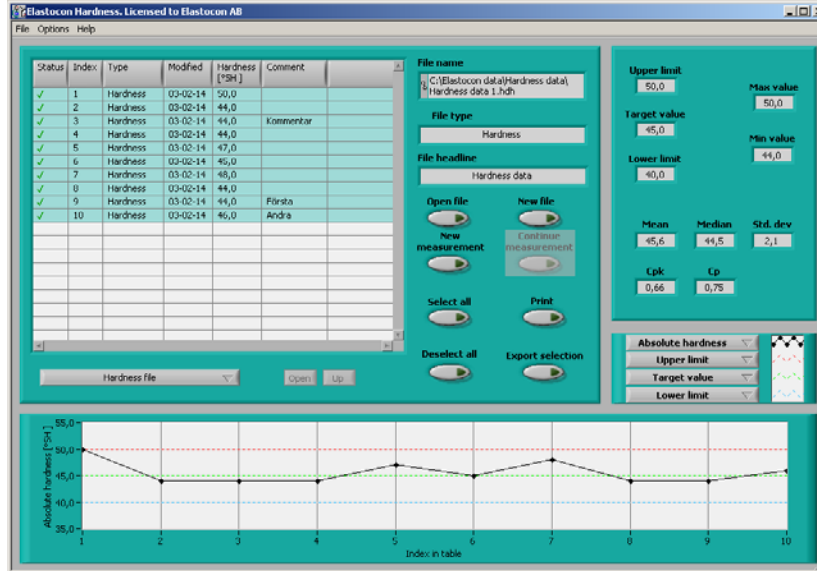 Elastocon Hardness. Licensed to Elastocon AB
File Options Help
Status Index Type Modified Hardness [°SH ] Comment
✓ 1 Hardness 03-02-14 50,0
✓ 2 Hardness 03-02-14 44,0
✓ 3 Hardness 03-02-14 44,0 Kommentar
✓ 4 Hardness 03-02-14 44,0
✓ 5 Hardness 03-02-14 47,0
✓ 6 Hardness 03-02-14 45,0
✓ 7 Hardness 03-02-14 48,0
✓ 8 Hardness 03-02-14 44,0
✓ 9 Hardness 03-02-14 44,0 Första
✓ 10 Hardness 03-02-14 46,0 Andra
Hardness file
Open Up
File name
C:\Elastocon data\Hardness data\
Hardness data 1.hdh
File type
Hardness
File headline
Hardness data
Open file New file
New measurement Continue measurement
Select all Print
Deselect all Export selection
Upper limit
50,0
Max value
50,0
Target value
45,0
Min value
44,0
Lower limit
40,0
Mean Median Std. dev
45,6 44,5 2,1
Cpk Cp
0,66 0,75
Absolute hardness
Upper limit
Target value
Lower limit
Absolute hardness [°SH ]
55,0
50,0
45,0
40,0
35,0
1 2 3 4 5 6 7 8 9 10
Index in table